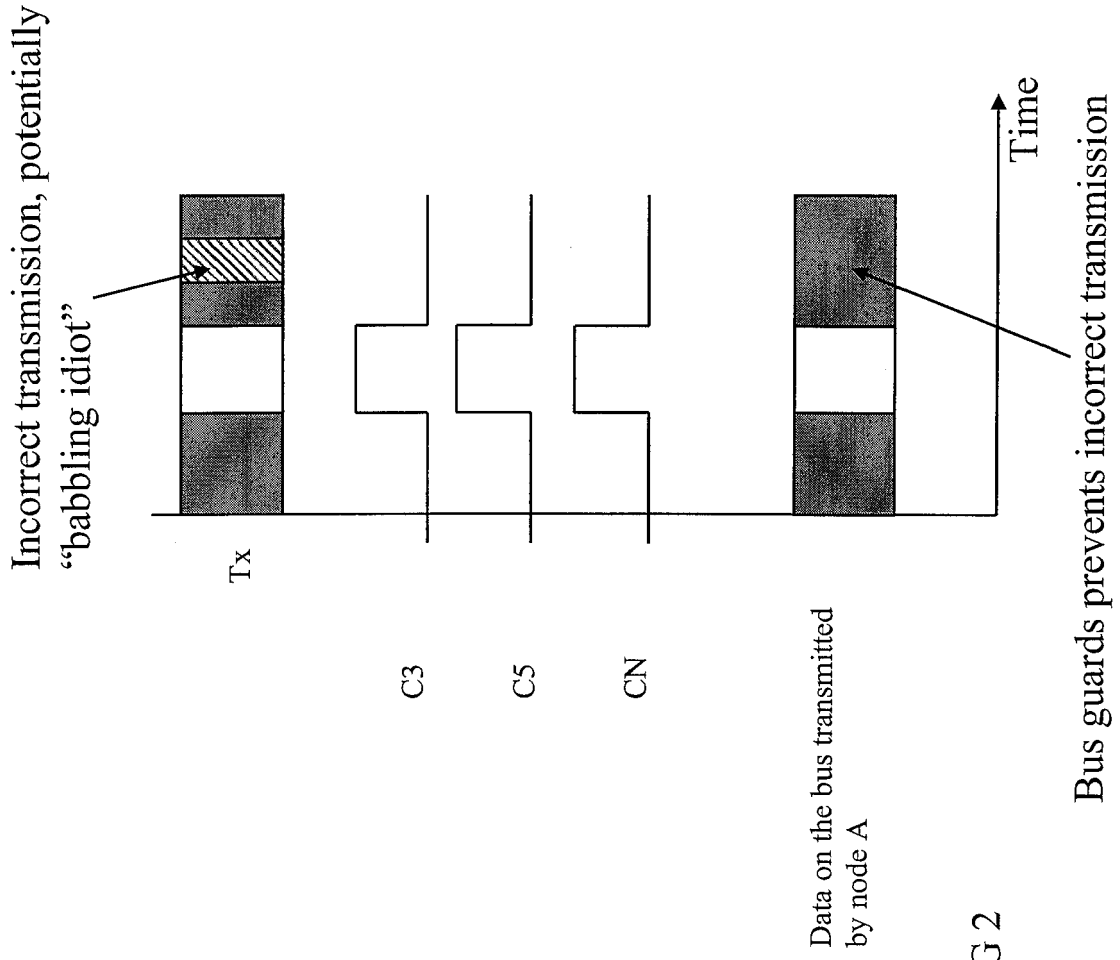 Incorrect transmission, potentially
“babbling idiot”
Tx
C3
C5
CN
Data on the bus transmitted
by node A
Time
Bus guards prevents incorrect transmission
G 2